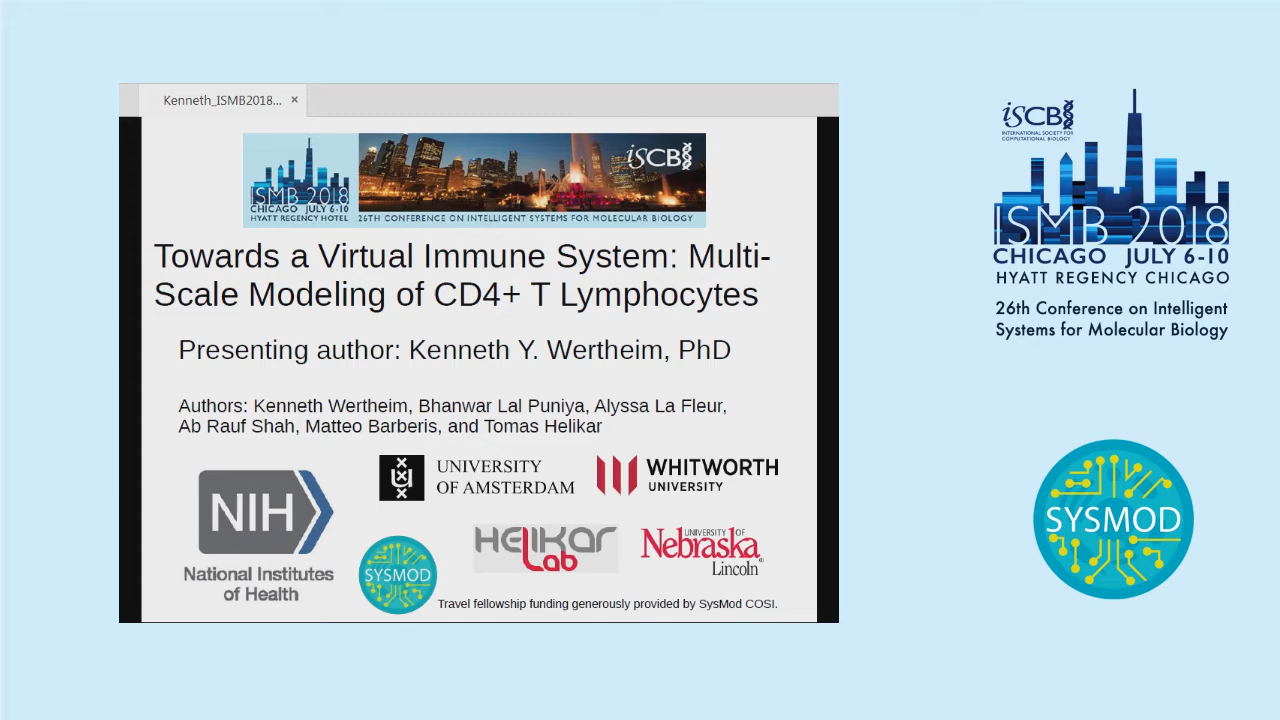 Kenneth_ISMB2018... ×
iSCB
ISMB 2018
CHICAGO JULY 6-10
HYATT REGENCY HOTEL
26TH CONFERENCE ON INTELLIGENT SYSTEMS FOR MOLECULAR BIOLOGY
Towards a Virtual Immune System: Multi-
Scale Modeling of CD4+ T Lymphocytes
Presenting author: Kenneth Y. Wertheim, PhD
Authors: Kenneth Wertheim, Bhanwar Lal Puniya, Alyssa La Fleur,
Ab Rauf Shah, Matteo Barberis, and Tomas Helikar
NIH
National Institutes
of Health
UNIVERSITY
OF AMSTERDAM
WHITWORTH
UNIVERSITY
SYSMOD
HELIKAR
Lab
UNIVERSITY OF
Nebraska
Lincoln
Travel fellowship funding generously provided by SysMod COSI.
iSCB
INTERNATIONAL SOCIETY FOR
COMPUTATIONAL BIOLOGY
ISMB 2018
CHICAGO JULY 6-10
HYATT REGENCY CHICAGO
26th Conference on Intelligent
Systems for Molecular Biology
SYSMOD